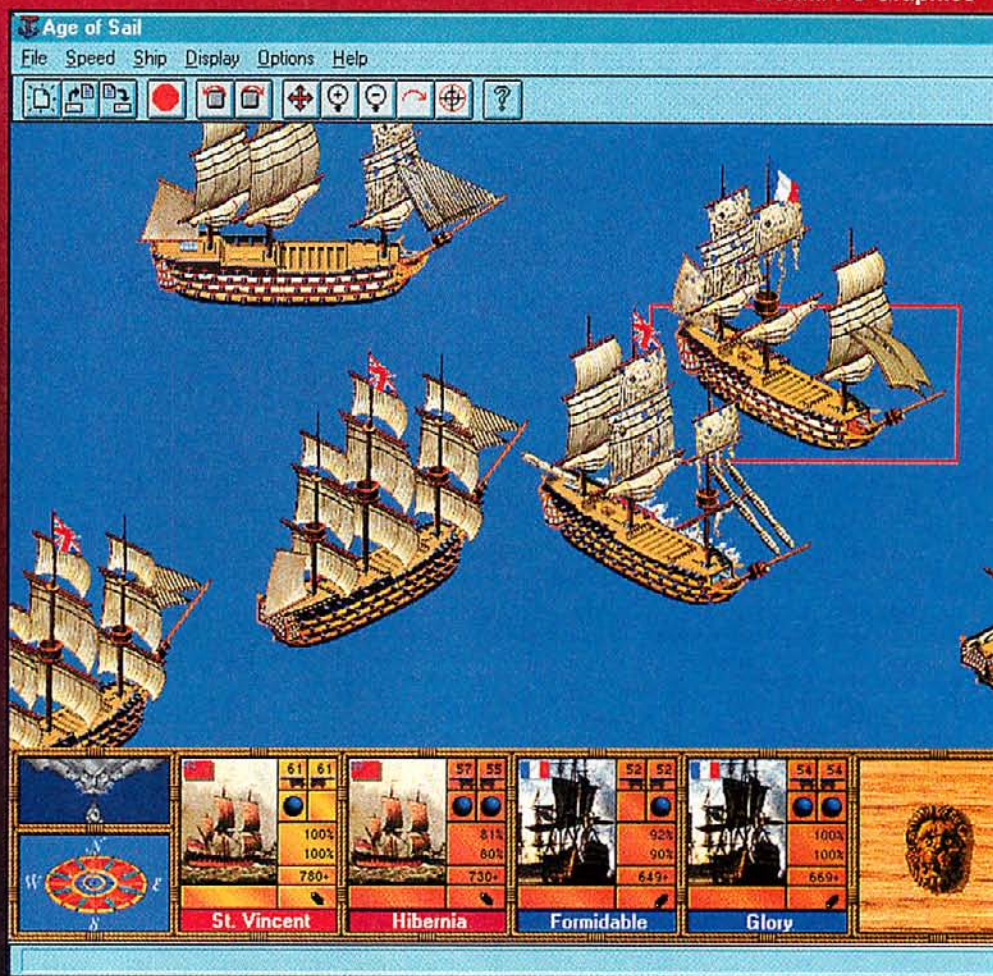 Age of Sail
File Speed Ship Display Options Help
?
N
W E
S
61 61
100%
100%
780+
St. Vincent
57 55
81%
80%
730+
Hibernia
52 52
92%
90%
649+
Formidable
54 54
100%
100%
669+
Glory